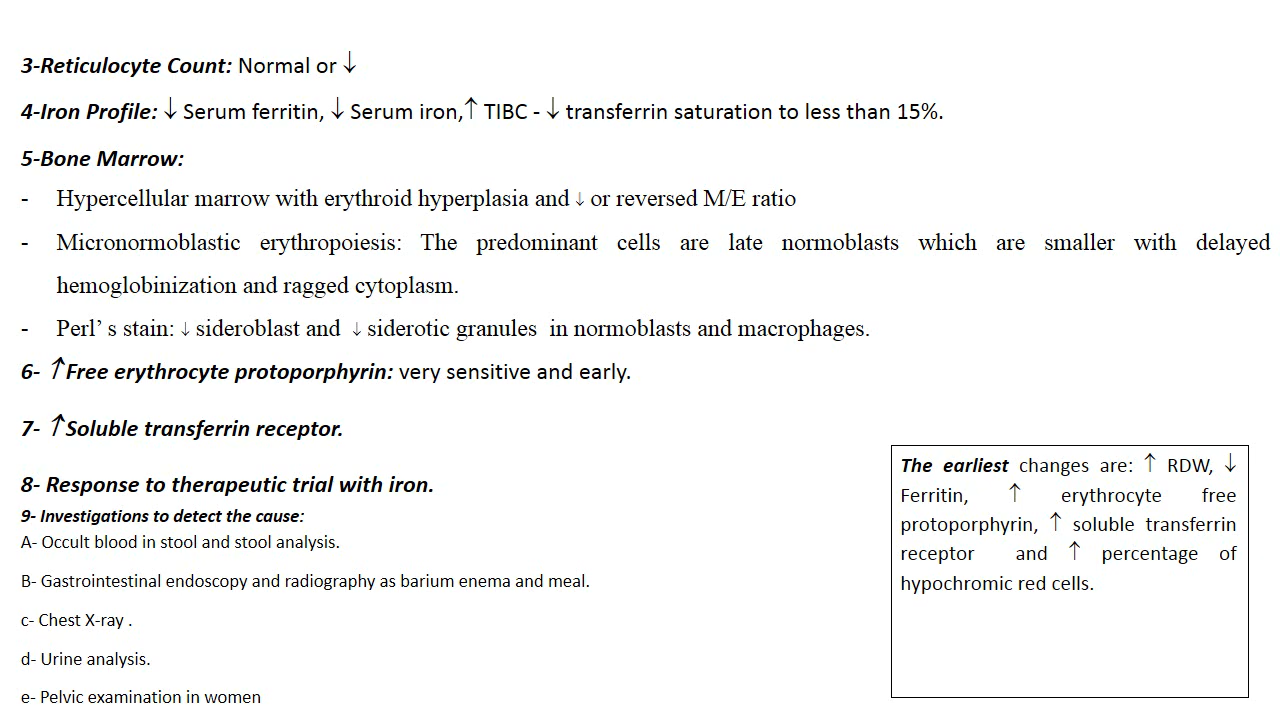 3-Reticulocyte Count: Normal or ↓
4-Iron Profile: ↓ Serum ferritin, ↓ Serum iron,↑ TIBC - ↓ transferrin saturation to less than 15%.
5-Bone Marrow:
- Hypercellular marrow with erythroid hyperplasia and ↓ or reversed M/E ratio
- Micronormoblastic erythropoiesis: The predominant cells are late normoblasts which are smaller with delayed
hemoglobinization and ragged cytoplasm.
- Perl' s stain: ↓ sideroblast and ↓ siderotic granules in normoblasts and macrophages.
6- ↑Free erythrocyte protoporphyrin: very sensitive and early.
7- ↑Soluble transferrin receptor.
8- Response to therapeutic trial with iron.
9- Investigations to detect the cause:
A- Occult blood in stool and stool analysis.
B- Gastrointestinal endoscopy and radiography as barium enema and meal.
c- Chest X-ray .
d- Urine analysis.
e- Pelvic examination in women
The earliest changes are: ↑ RDW, ↓
Ferritin, ↑ erythrocyte free
protoporphyrin, ↑ soluble transferrin
receptor and ↑ percentage of
hypochromic red cells.